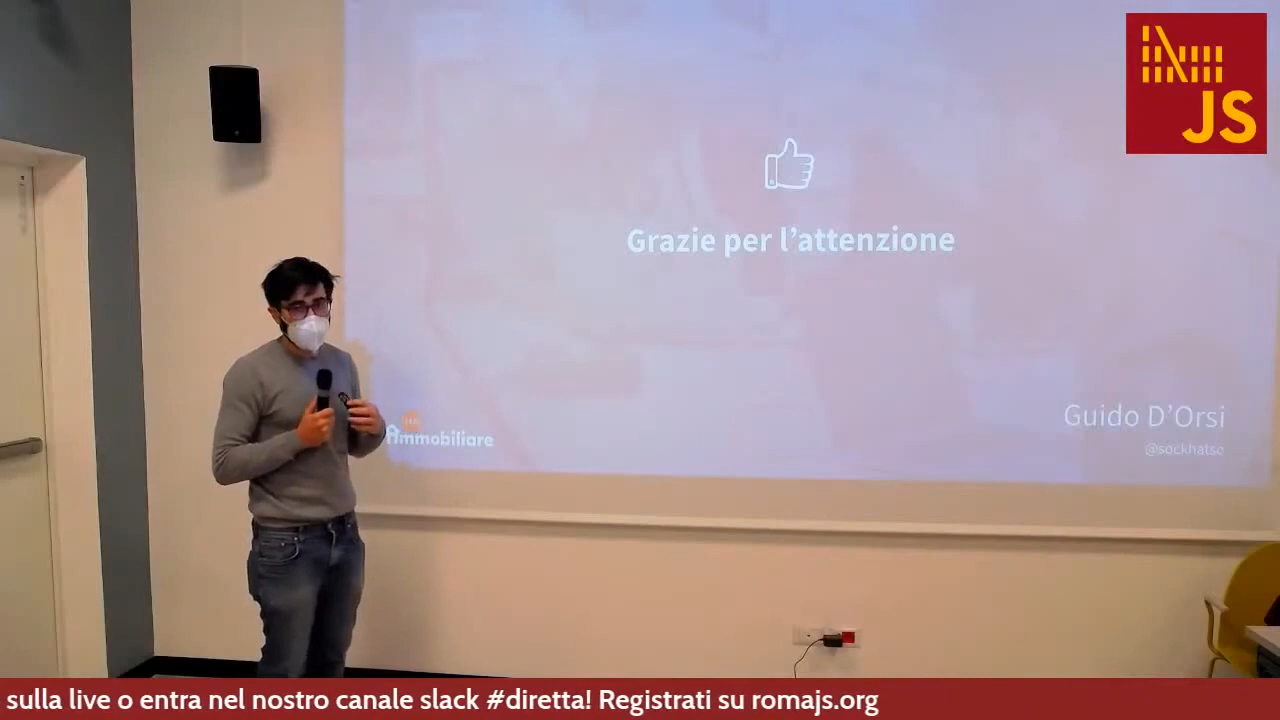 JS
Grazie per l'attenzione
Guido D'Orsi
@sockhatso
immobiliare
sulla live o entra nel nostro canale slack #diretta! Registrati su romajs.org